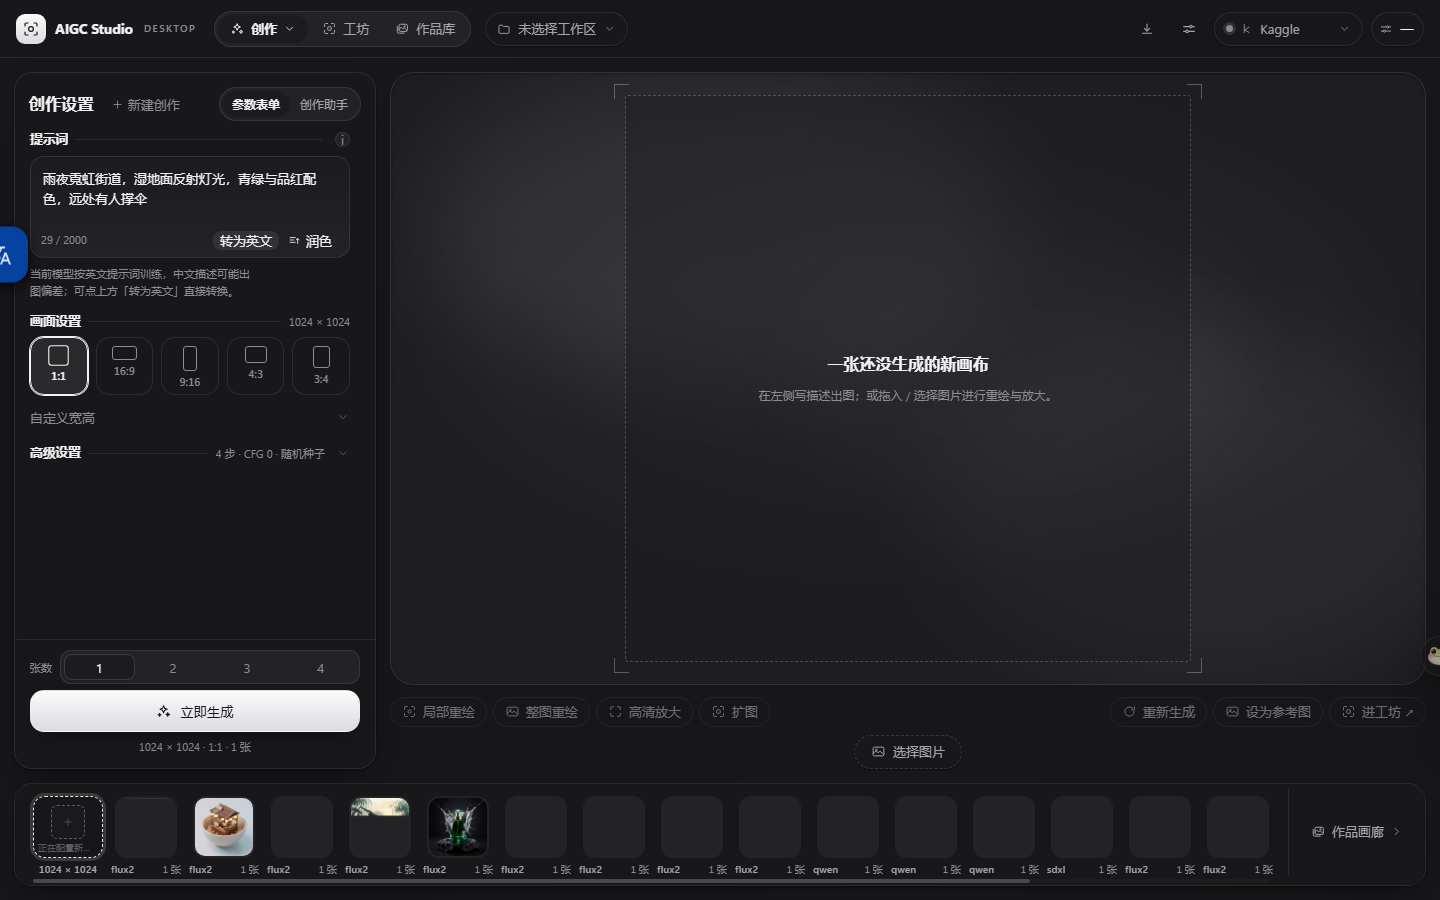 AIGC Studio DESKTOP 创作 工坊 作品库 未选择工作区 Kaggle
创作设置 + 新建创作 参数表单 创作助手
提示词
雨夜霓虹街道，湿地面反射灯光，青绿与品红配
色，远处有人撑伞
29 / 2000 转为英文 润色
当前模型按英文提示词训练，中文描述可能出
图偏差；可点上方「转为英文」直接转换。
画面设置 1024 × 1024
1:1 16:9 9:16 4:3 3:4
自定义宽高
高级设置 4 步 · CFG 0 · 随机种子
张数 1 2 3 4
立即生成
1024 × 1024 · 1:1 · 1 张
一张还没生成的新画布
在左侧写描述出图；或拖入 / 选择图片进行重绘与放大。
局部重绘 整图重绘 高清放大 扩图 重新生成 设为参考图 进工坊 ↗
选择图片
正在配置新...
1024 × 1024 flux2 1 张 flux2 1 张 flux2 1 张 flux2 1 张 flux2 1 张 flux2 1 张 flux2 1 张 flux2 1 张 flux2 1 张 qwen 1 张 qwen 1 张 qwen 1 张 sdxl 1 张 flux2 1 张 flux2 1 张
作品画廊